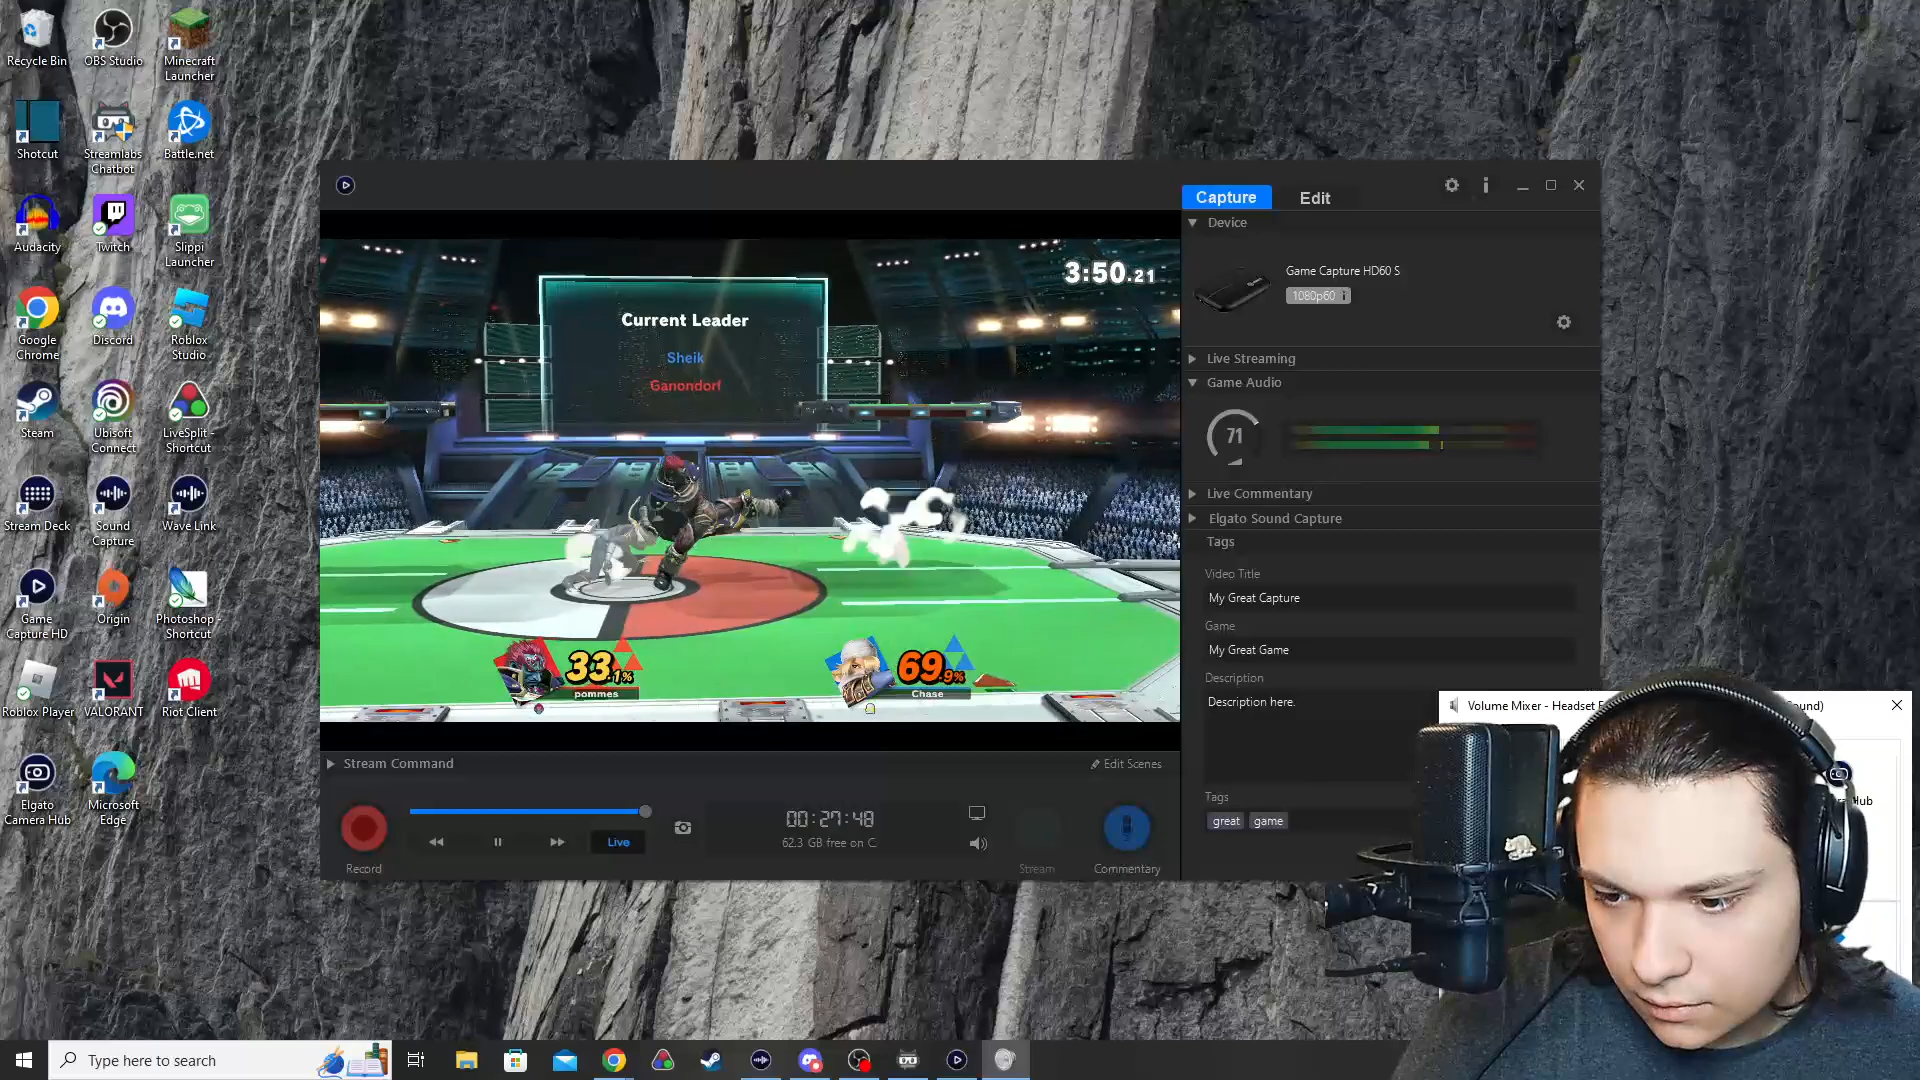 Recycle Bin
OBS Studio
Minecraft
Launcher
Shotcut
Streamlabs
Chatbot
Battle.net
Audacity
Twitch
Slippi
Launcher
Google
Chrome
Discord
Roblox
Studio
Steam
Ubisoft
Connect
LiveSplit -
Shortcut
Stream Deck
Sound
Capture
Wave Link
Game
Capture HD
Origin
Photoshop -
Shortcut
Roblox Player
VALORANT
Riot Client
Elgato
Camera Hub
Microsoft
Edge
Capture
Edit
Device
Game Capture HD60 S
1080p60 i
Live Streaming
Game Audio
71
Live Commentary
Elgato Sound Capture
Tags
Video Title
My Great Capture
Game
My Great Game
Description
Description here.
Tags
great game
3:50.21
Current Leader
Sheik
Ganondorf
33.1%
pommes
69.9%
Chase
Stream Command
Edit Scenes
Live
00:27:48
62.3 GB free on C
Record
Stream
Commentary
Volume Mixer - Headset
Hub
Type here to search